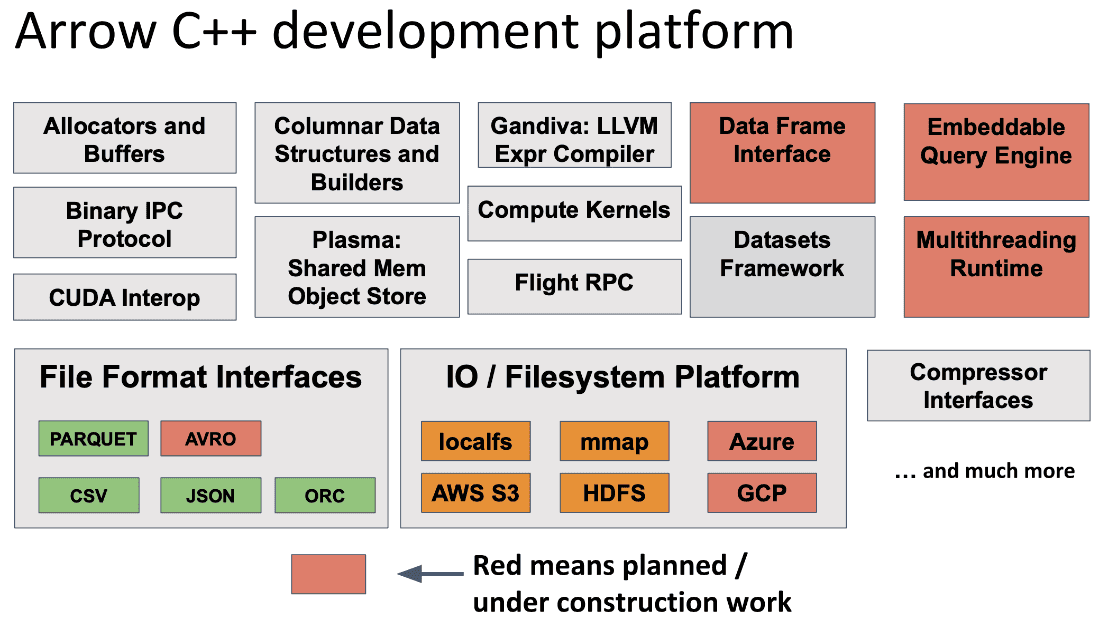 Arrow C++ development platform
Allocators and
Buffers
Columnar Data
Structures and
Builders
Gandiva: LLVM
Expr Compiler
Data Frame
Interface
Embeddable
Query Engine
Binary IPC
Protocol
Compute Kernels
Plasma:
Shared Mem
Object Store
Datasets
Framework
Multithreading
Runtime
CUDA Interop
Flight RPC
File Format Interfaces
PARQUET
AVRO
CSV
JSON
ORC
IO / Filesystem Platform
localfs
mmap
Azure
AWS S3
HDFS
GCP
Compressor
Interfaces
... and much more
Red means planned /
under construction work